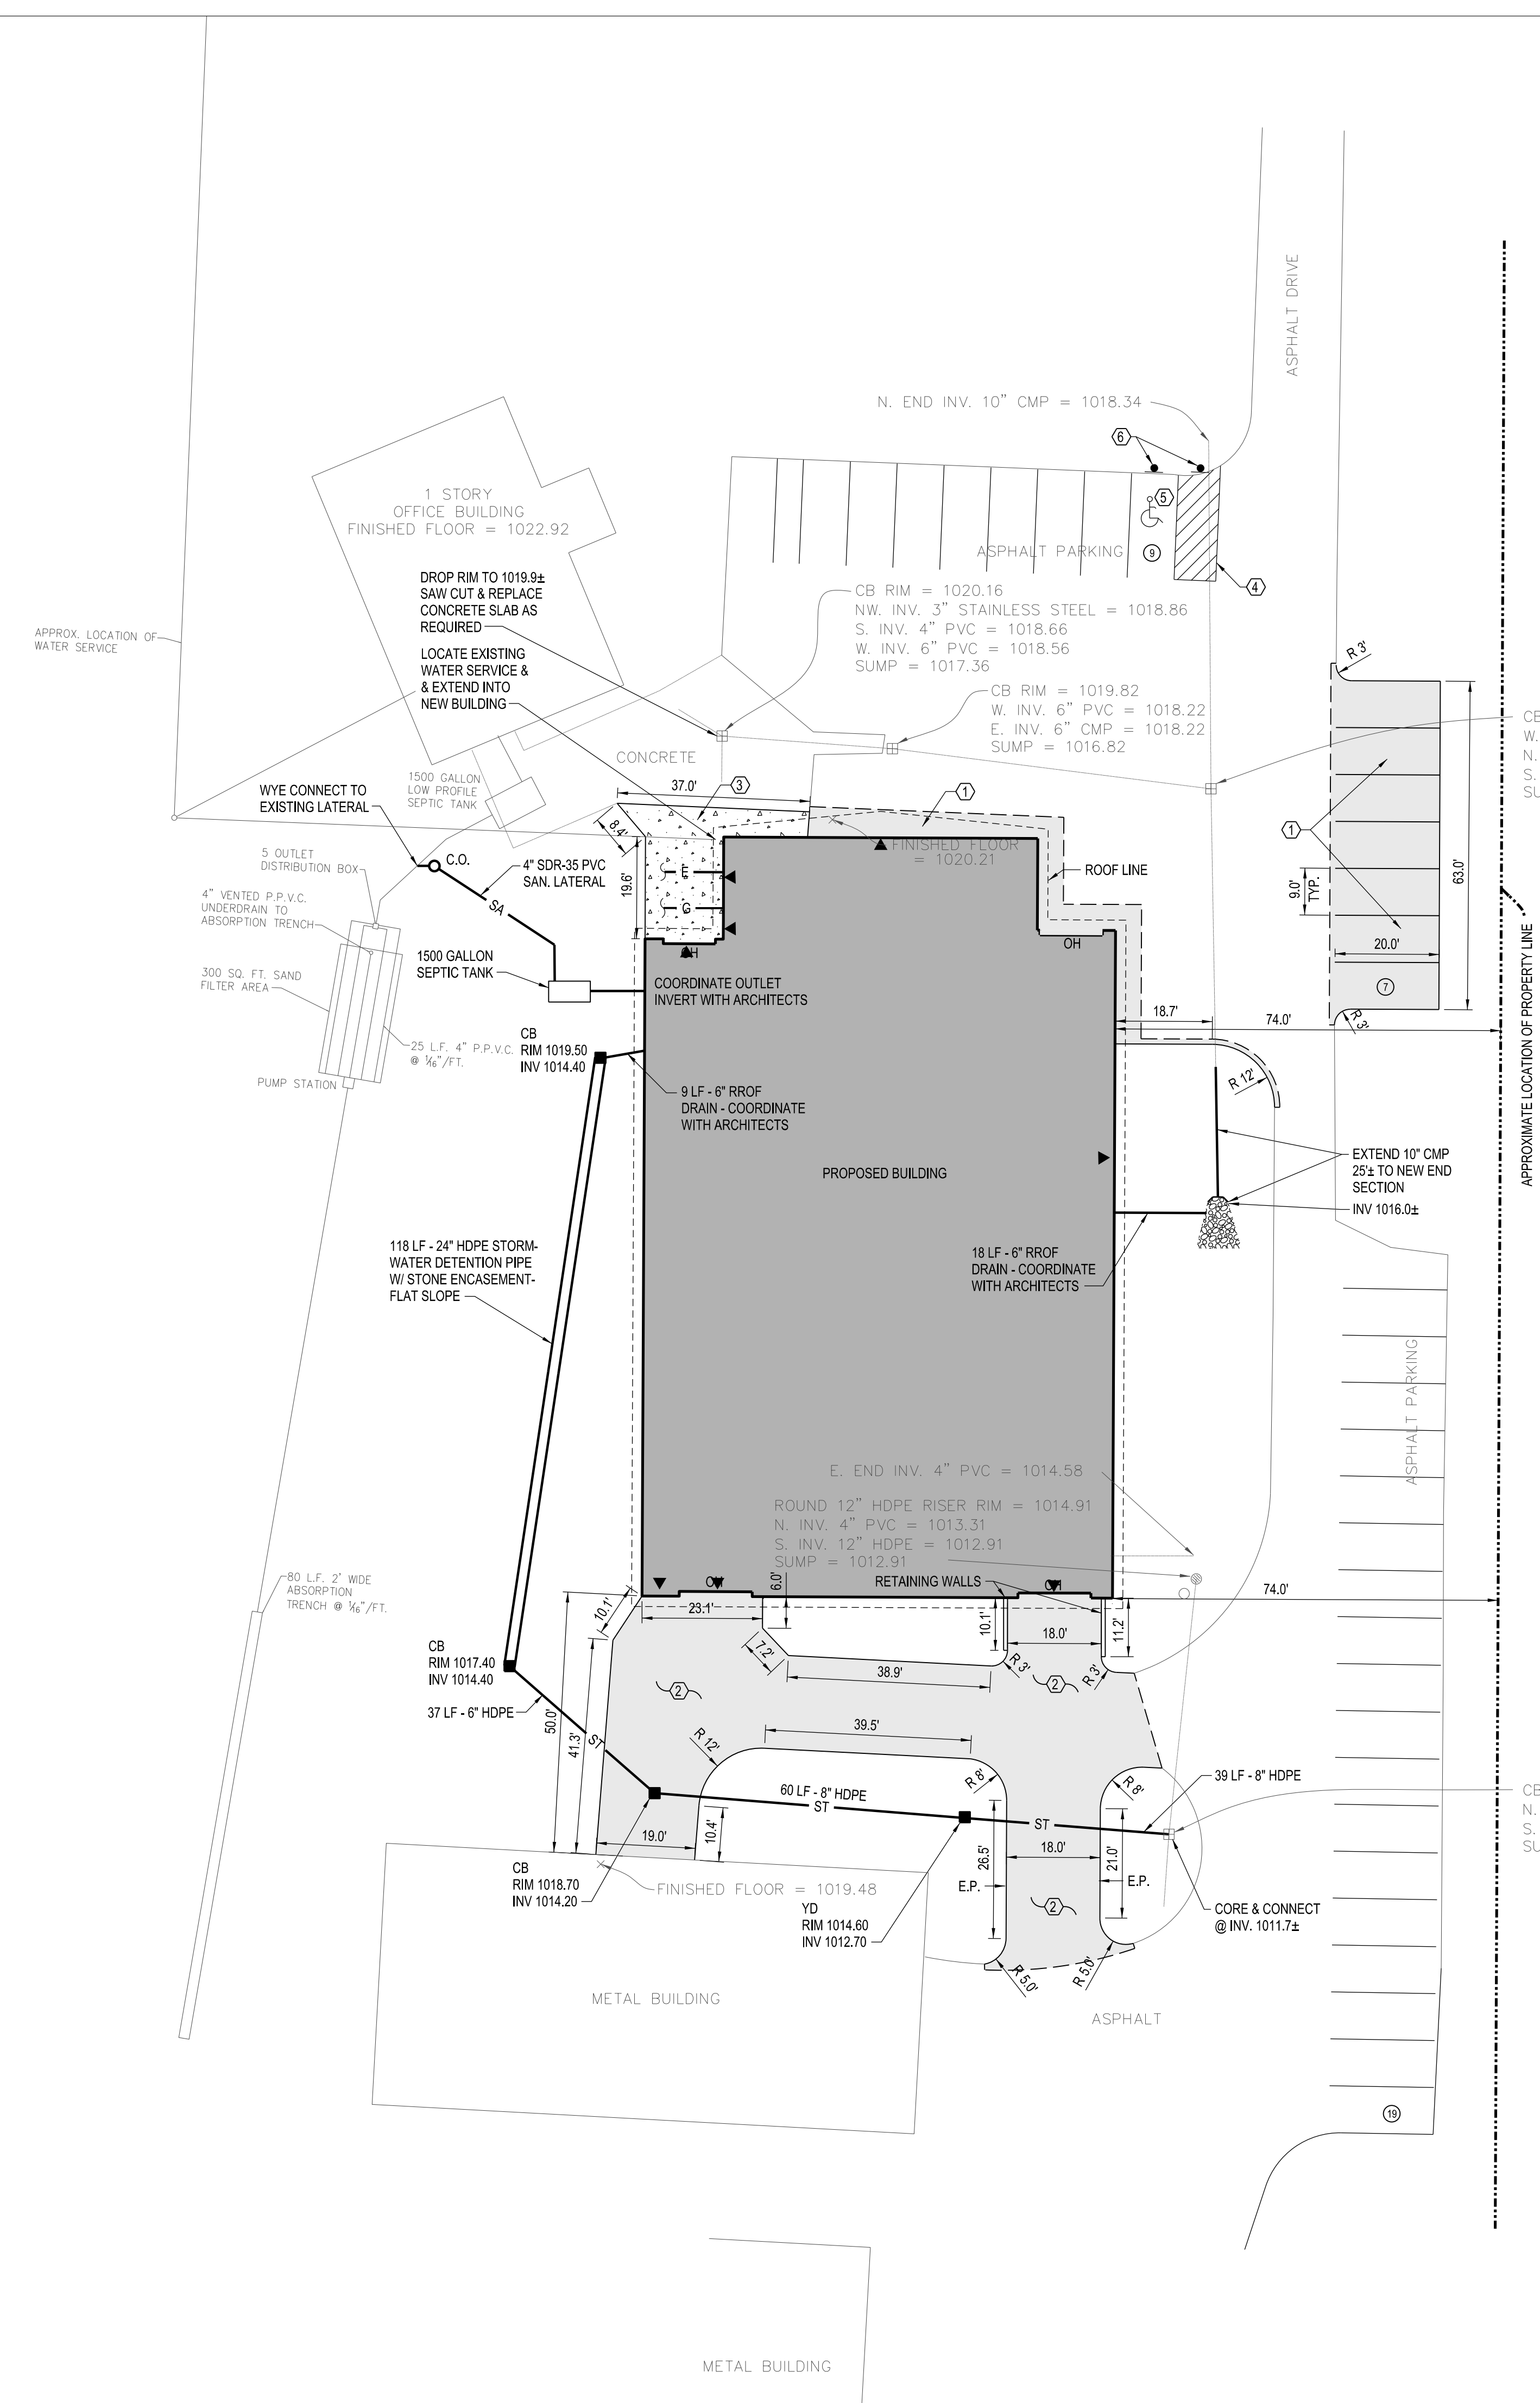 ASPHALT DRIVE
N. END INV. 10" CMP = 1018.34
6
1 STORY
OFFICE BUILDING
FINISHED FLOOR = 1022.92
5
ASPHALT PARKING
9
4
DROP RIM TO 1019.9±
SAW CUT & REPLACE
CONCRETE SLAB AS
REQUIRED
CB RIM = 1020.16
NW. INV. 3" STAINLESS STEEL = 1018.86
S. INV. 4" PVC = 1018.66
W. INV. 6" PVC = 1018.56
SUMP = 1017.36
APPROX. LOCATION OF
WATER SERVICE
LOCATE EXISTING
WATER SERVICE &
& EXTEND INTO
NEW BUILDING
CB RIM = 1019.82
W. INV. 6" PVC = 1018.22
E. INV. 6" CMP = 1018.22
SUMP = 1016.82
R 3'
CB
W.
N.
S.
SU
CONCRETE
1500 GALLON
LOW PROFILE
SEPTIC TANK
WYE CONNECT TO
EXISTING LATERAL
37.0'
3
1
8.4'
FINISHED FLOOR
= 1020.21
ROOF LINE
1
63.0'
9.0'
TYP.
20.0'
7
R 3'
5 OUTLET
DISTRIBUTION BOX
C.O.
4" SDR-35 PVC
SAN. LATERAL
SA
19.6'
E
G
4" VENTED P.P.V.C.
UNDERDRAIN TO
ABSORPTION TRENCH
OH
OH
1500 GALLON
SEPTIC TANK
COORDINATE OUTLET
INVERT WITH ARCHITECTS
300 SQ. FT. SAND
FILTER AREA
18.7'
74.0'
APPROXIMATE LOCATION OF PROPERTY LINE
25 L.F. 4" P.P.V.C.
@ 1/16"/FT.
CB
RIM 1019.50
INV 1014.40
PUMP STATION
9 LF - 6" RROF
DRAIN - COORDINATE
WITH ARCHITECTS
R 12'
PROPOSED BUILDING
EXTEND 10" CMP
25'± TO NEW END
SECTION
INV 1016.0±
118 LF - 24" HDPE STORM-
WATER DETENTION PIPE
W/ STONE ENCASEMENT-
FLAT SLOPE
18 LF - 6" RROF
DRAIN - COORDINATE
WITH ARCHITECTS
ASPHALT PARKING
E. END INV. 4" PVC = 1014.58
ROUND 12" HDPE RISER RIM = 1014.91
N. INV. 4" PVC = 1013.31
S. INV. 12" HDPE = 1012.91
SUMP = 1012.91
RETAINING WALLS
80 L.F. 2' WIDE
ABSORPTION
TRENCH @ 1/16"/FT.
OH
OH
6.0'
74.0'
10.1'
23.1'
10.1'
18.0'
11.2'
7.2'
38.9'
R 3'
R 3'
CB
RIM 1017.40
INV 1014.40
2
2
37 LF - 6" HDPE
50.0'
41.3'
ST
R 12'
39.5'
R 8'
R 8'
39 LF - 8" HDPE
60 LF - 8" HDPE
ST
ST
CB
N.
S.
SU
19.0'
10.4'
26.5'
18.0'
21.0'
E.P.
E.P.
CB
RIM 1018.70
INV 1014.20
FINISHED FLOOR = 1019.48
YD
RIM 1014.60
INV 1012.70
2
CORE & CONNECT
@ INV. 1011.7±
R 5.0'
R 5.0'
METAL BUILDING
ASPHALT
19
METAL BUILDING